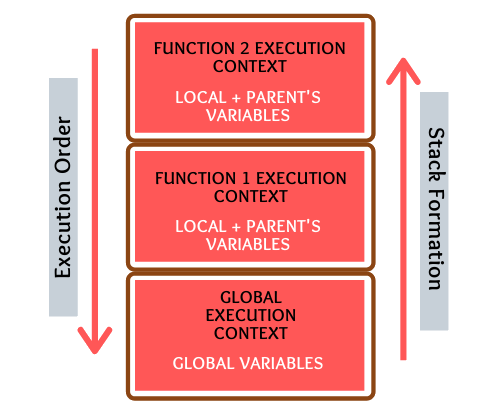 FUNCTION 2 EXECUTION
CONTEXT
LOCAL + PARENT'S
VARIABLES
FUNCTION 1 EXECUTION
CONTEXT
LOCAL + PARENT'S
VARIABLES
GLOBAL
EXECUTION
CONTEXT
GLOBAL VARIABLES
Execution Order
Stack Formation